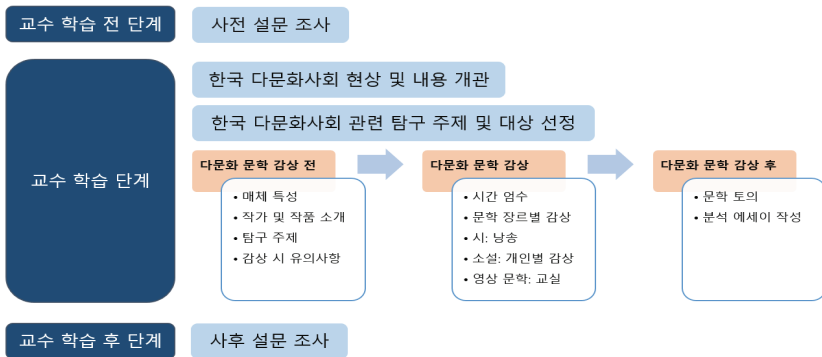 교수 학습 전 단계
사전 설문 조사
교수 학습 단계
한국 다문화사회 현상 및 내용 개관
한국 다문화사회 관련 탐구 주제 및 대상 선정
다문화 문학 감상 전
• 매체 특성
• 작가 및 작품 소개
• 탐구 주제
• 감상 시 유의사항
다문화 문학 감상
• 시간 엄수
• 문학 장르별 감상
• 시: 낭송
• 소설: 개인별 감상
• 영상 문학: 교실
다문화 문학 감상 후
• 문학 토의
• 분석 에세이 작성
교수 학습 후 단계
사후 설문 조사